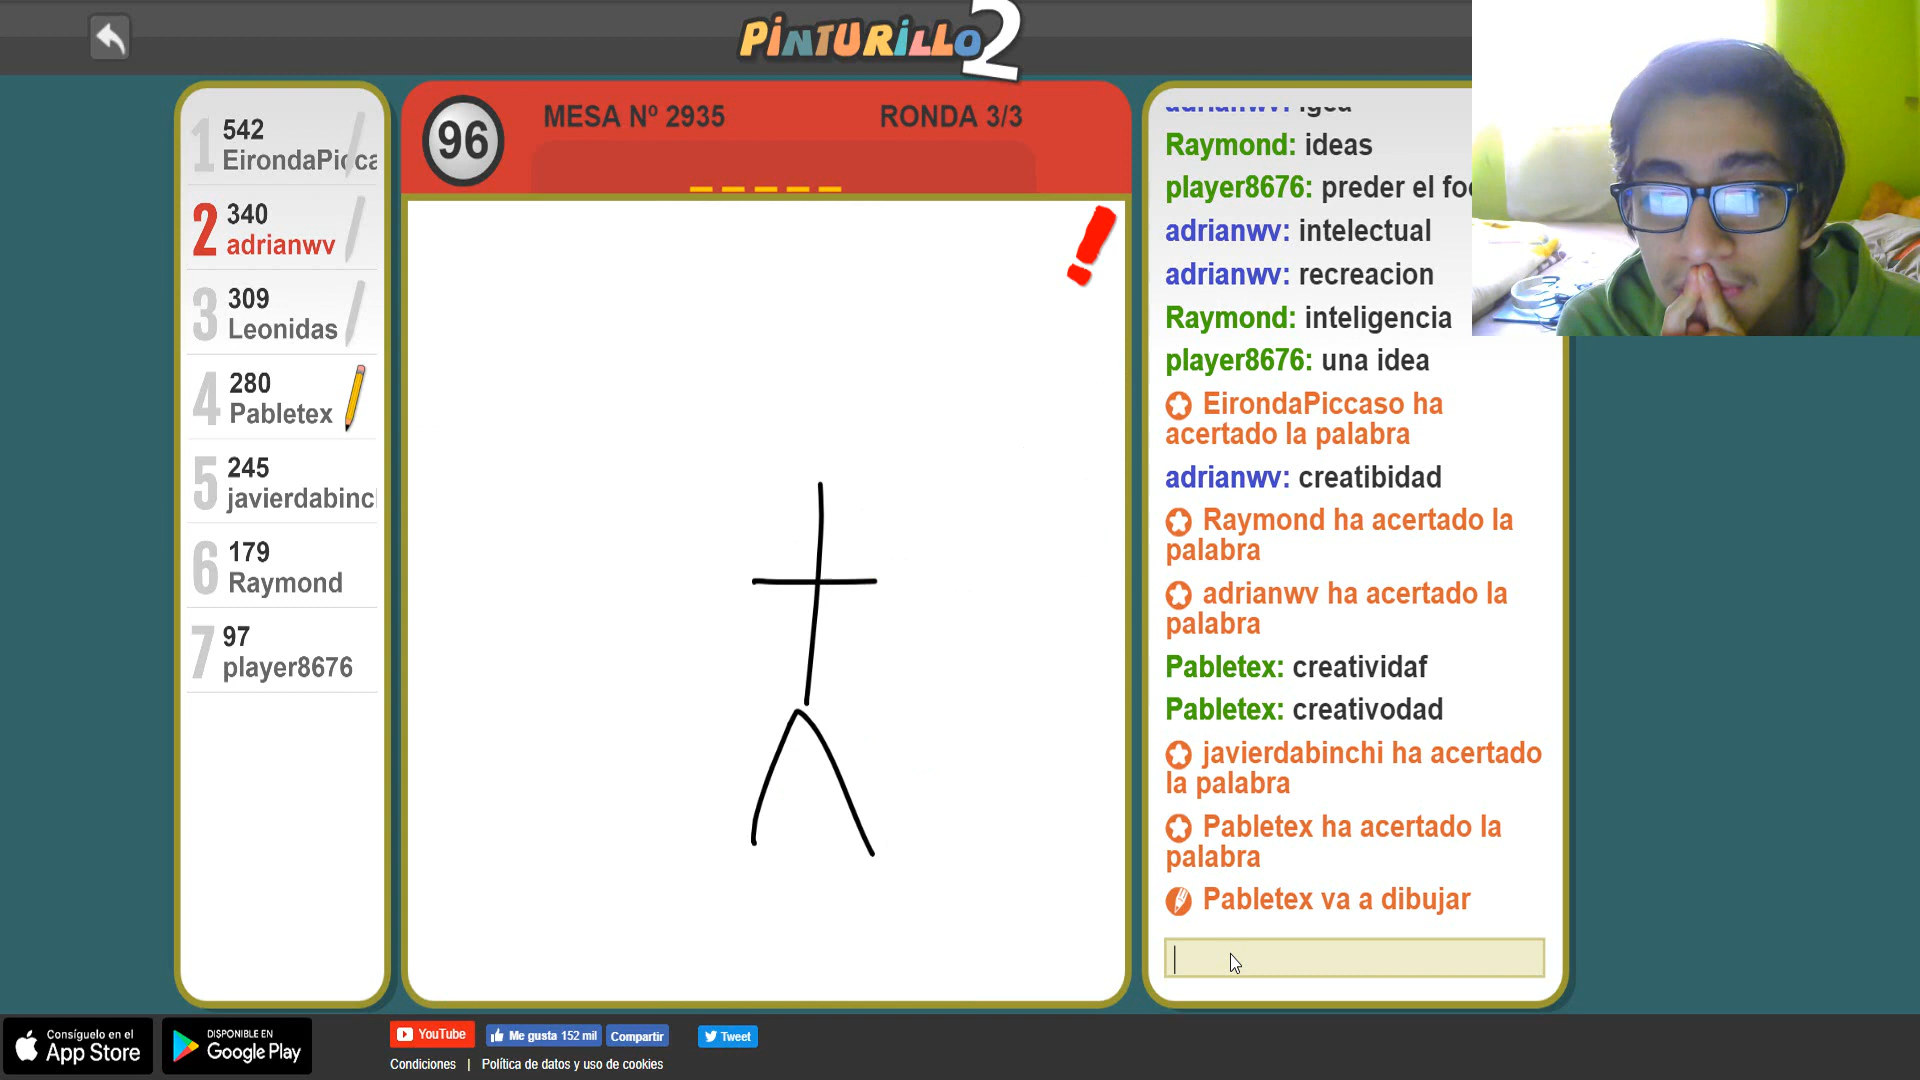 PiNTURiLLO2
1 542
EirondaPicca
2 340
adrianwv
3 309
Leonidas
4 280
Pabletex
5 245
javierdabinc
6 179
Raymond
7 97
player8676
96
MESA Nº 2935
RONDA 3/3
Raymond: ideas
player8676: preder el fo
adrianwv: intelectual
adrianwv: recreacion
Raymond: inteligencia
player8676: una idea
EirondaPiccaso ha
acertado la palabra
adrianwv: creatibidad
Raymond ha acertado la
palabra
adrianwv ha acertado la
palabra
Pabletex: creatividaf
Pabletex: creativodad
javierdabinchi ha acertado
la palabra
Pabletex ha acertado la
palabra
Pabletex va a dibujar
Consíguelo en el
App Store
DISPONIBLE EN
Google Play
YouTube
Me gusta 152 mil
Compartir
Tweet
Condiciones | Política de datos y uso de cookies